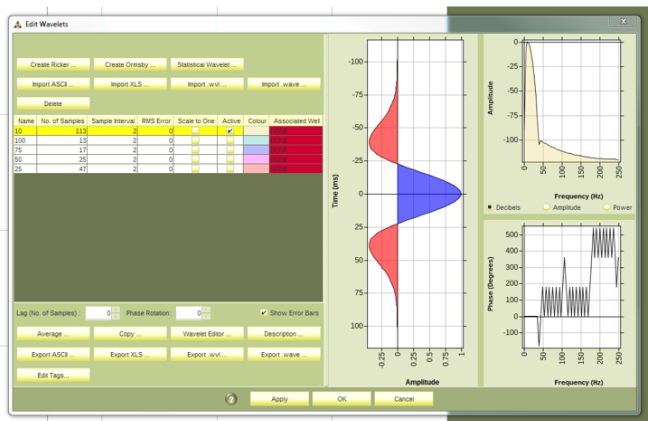 Edit Wavelets
Create Ricker ... Create Ormsby ... Statistical Wavelet ...
Import ASCII ... Import XLS ... Import .wvl ... Import .wave ...
Delete
Name No. of Samples Sample Interval RMS Error Scale to One Active Colour Associated Well
10 113 2 0
100 13 2 0
75 17 2 0
50 25 2 0
25 47 2 0
Lag (No. of Samples) : 0 Phase Rotation: 0 Show Error Bars
Average ... Copy ... Wavelet Editor ... Description ...
Export ASCII ... Export XLS ... Export .wvl ... Export .wave ...
Edit Tags...
Apply OK Cancel
Time (ms)
-100
-75
-50
-25
0
25
50
75
100
-0.25 0 0.25 0.5 0.75 1
Amplitude
Amplitude
0
-25
-50
-75
-100
0 50 100 150 200 250
Frequency (Hz)
Decibels Amplitude Power
Phase (Degrees)
500
400
300
200
100
0
-100
0 50 100 150 200 250
Frequency (Hz)